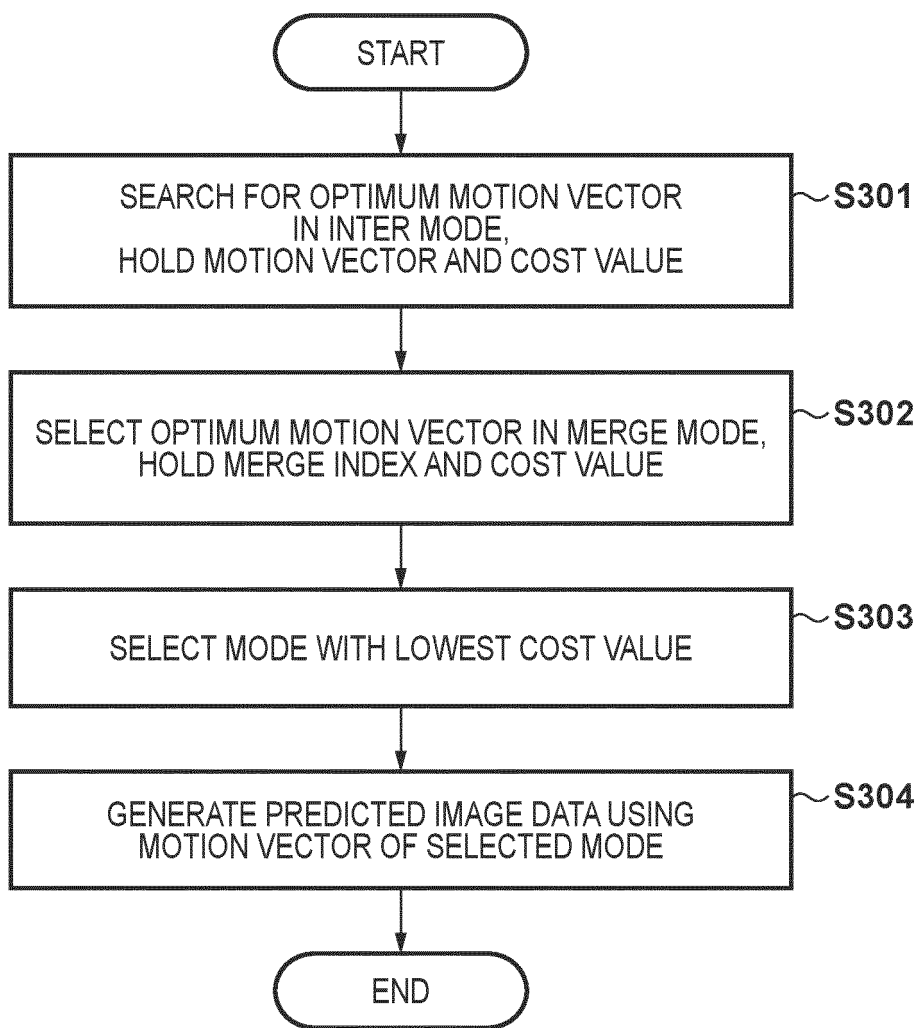 START
SEARCH FOR OPTIMUM MOTION VECTOR
IN INTER MODE,
HOLD MOTION VECTOR AND COST VALUE
S301
SELECT OPTIMUM MOTION VECTOR IN MERGE MODE,
HOLD MERGE INDEX AND COST VALUE
S302
SELECT MODE WITH LOWEST COST VALUE
S303
GENERATE PREDICTED IMAGE DATA USING
MOTION VECTOR OF SELECTED MODE
S304
END